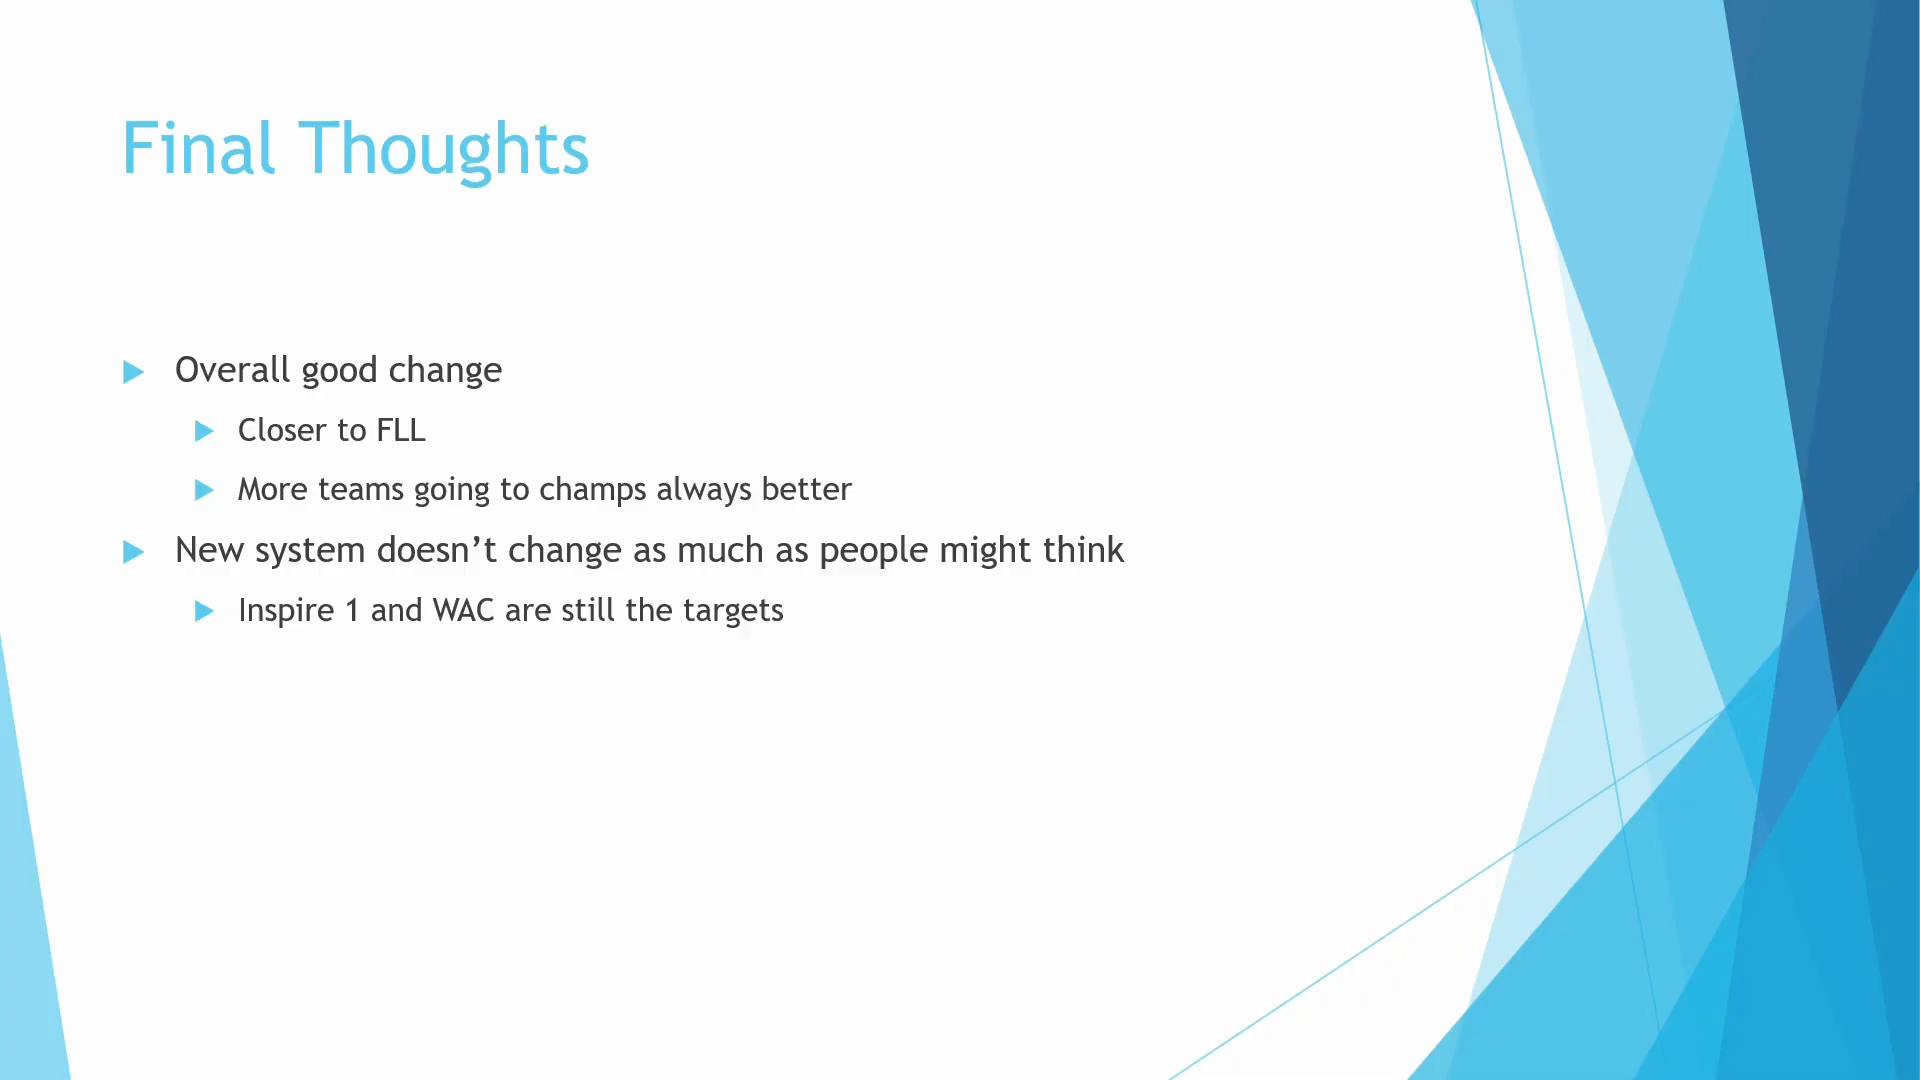 Final Thoughts
Overall good change
Closer to FLL
More teams going to champs always better
New system doesn’t change as much as people might think
Inspire 1 and WAC are still the targets